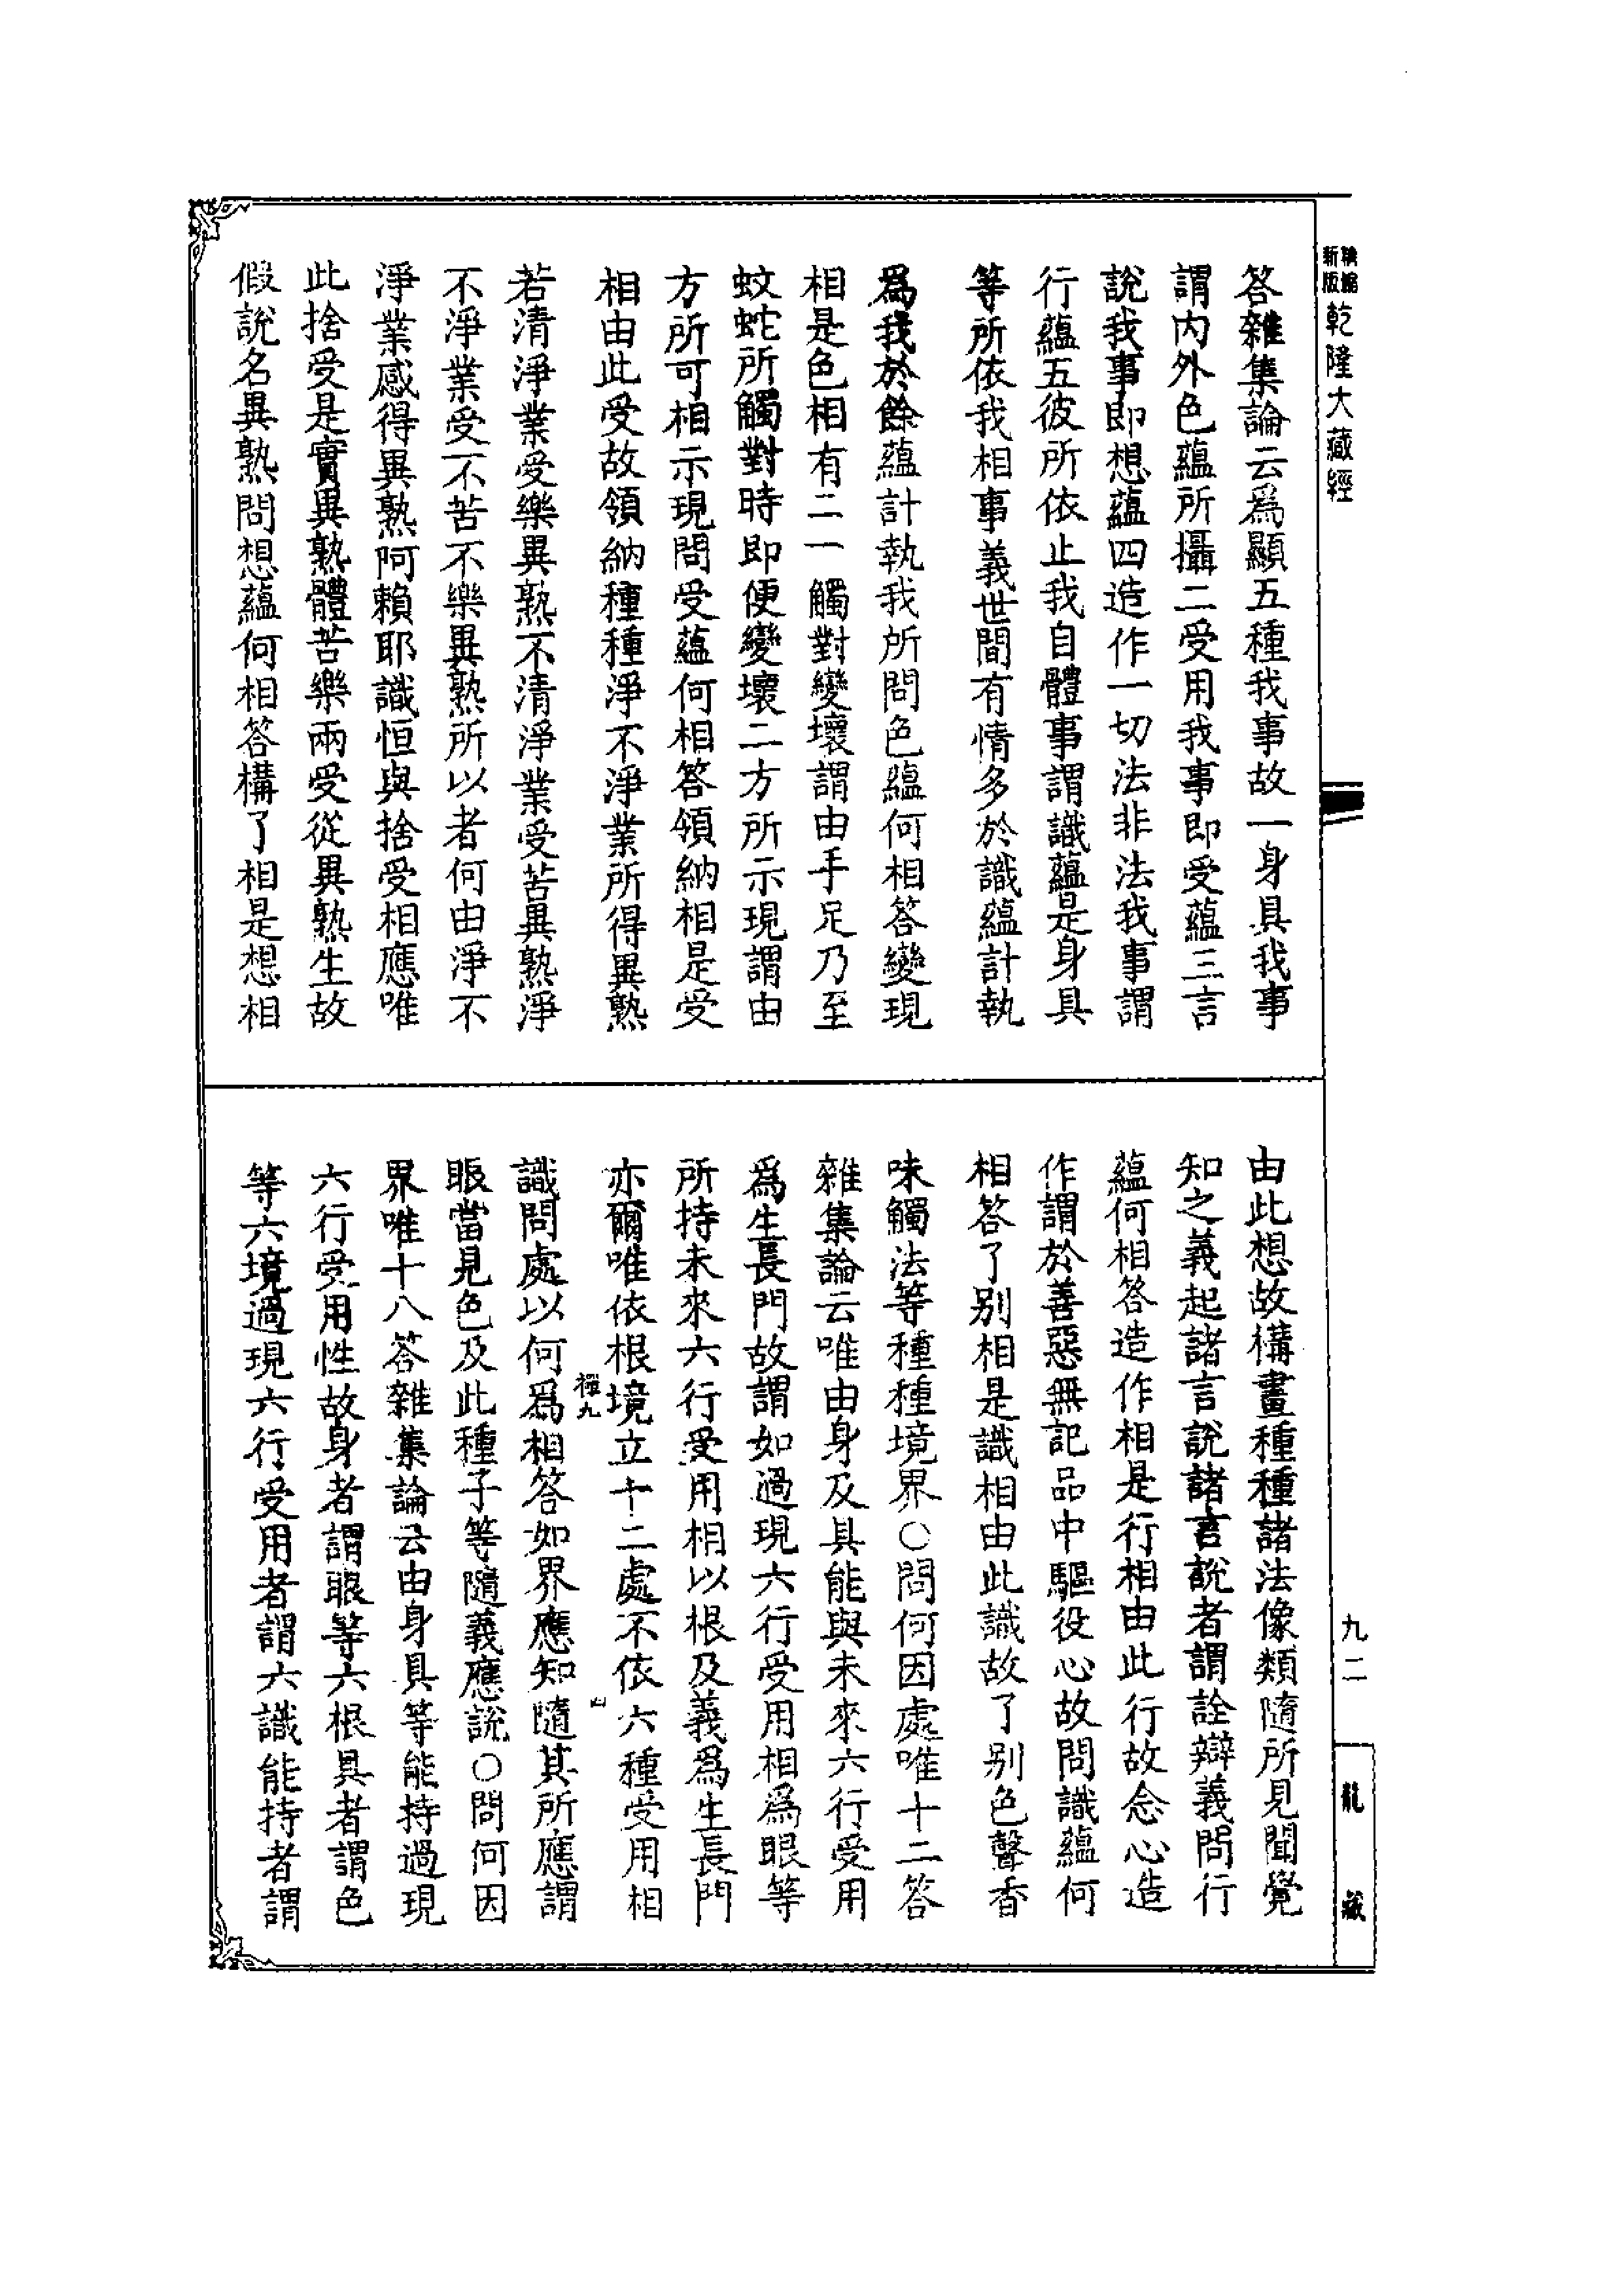 精編
新版
乾隆大藏經
答雜集論云爲顯五種我事故一身具我事
謂内外色蘊所攝二受用我事即受蘊三言
說我事即想蘊四造作一切法非法我事謂
行蘊五彼所依止我自體事謂識蘊是身具
等所依我相事義世間有情多於識蘊計執
爲我於餘蘊計執我所問色蘊何相答變現
相是色相有二一觸對變壞謂由手足乃至
蚊蛇所觸對時即便變壞二方所示現謂由
方所可相示現問受蘊何相答領納相是受
相由此受故領納種種淨不淨業所得異熟
若清淨業受樂異熟不清淨業受苦異熟淨
不淨業受不苦不樂異熟所以者何由淨不
淨業感得異熟阿賴耶識恒與捨受相應唯
此捨受是實異熟體苦樂兩受從異熟生故
假說名異熟問想蘊何相答構了相是想相
由此想故構畫種種諸法像類隨所見聞覺
知之義起諸言說諸言說者謂詮辯義問行
蘊何相答造作相是行相由此行故念心造
作謂於善惡無記品中驅役心故問識蘊何
相答了别相是識相由此識故了别色聲香
味觸法等種種境界○問何因處唯十二答
雜集論云唯由身及具能與未來六行受用
爲生長門故謂如過現六行受用相爲眼等
所持未來六行受用相以根及義爲生長門
亦爾唯依根境立十二處不依六種受用相
禪九
識問處以何爲相答如界應知隨其所應謂
眼當見色及此種子等隨義應說○問何因
界唯十八答雜集論云由身具等能持過現
六行受用性故身者謂眼等六根具者謂色
等六境過現六行受用者謂六識能持者謂
九二
龍藏